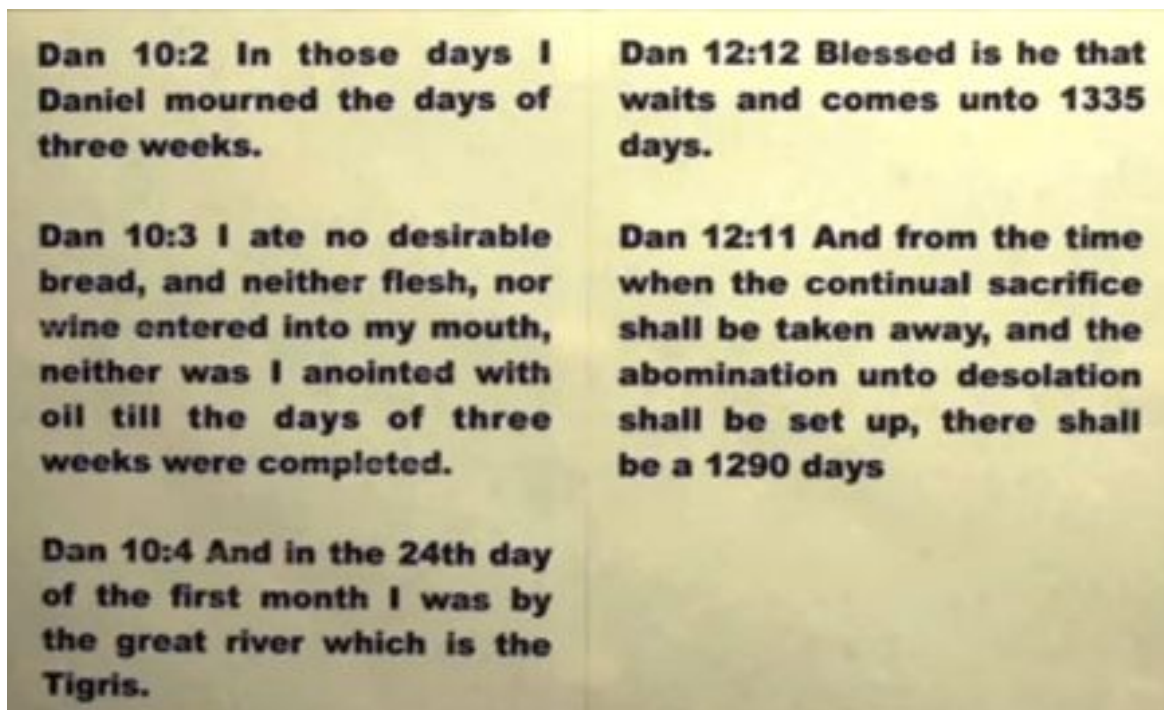 Dan 10:2 In those days I
Daniel mourned the days of
three weeks.
Dan 10:3 I ate no desirable
bread, and neither flesh, nor
wine entered into my mouth,
neither was I anointed with
oil till the days of three
weeks were completed.
Dan 10:4 And in the 24th day
of the first month I was by
the great river which is the
Tigris.
Dan 12:12 Blessed is he that
waits and comes unto 1335
days.
Dan 12:11 And from the time
when the continual sacrifice
shall be taken away, and the
abomination unto desolation
shall be set up, there shall
be a 1290 days